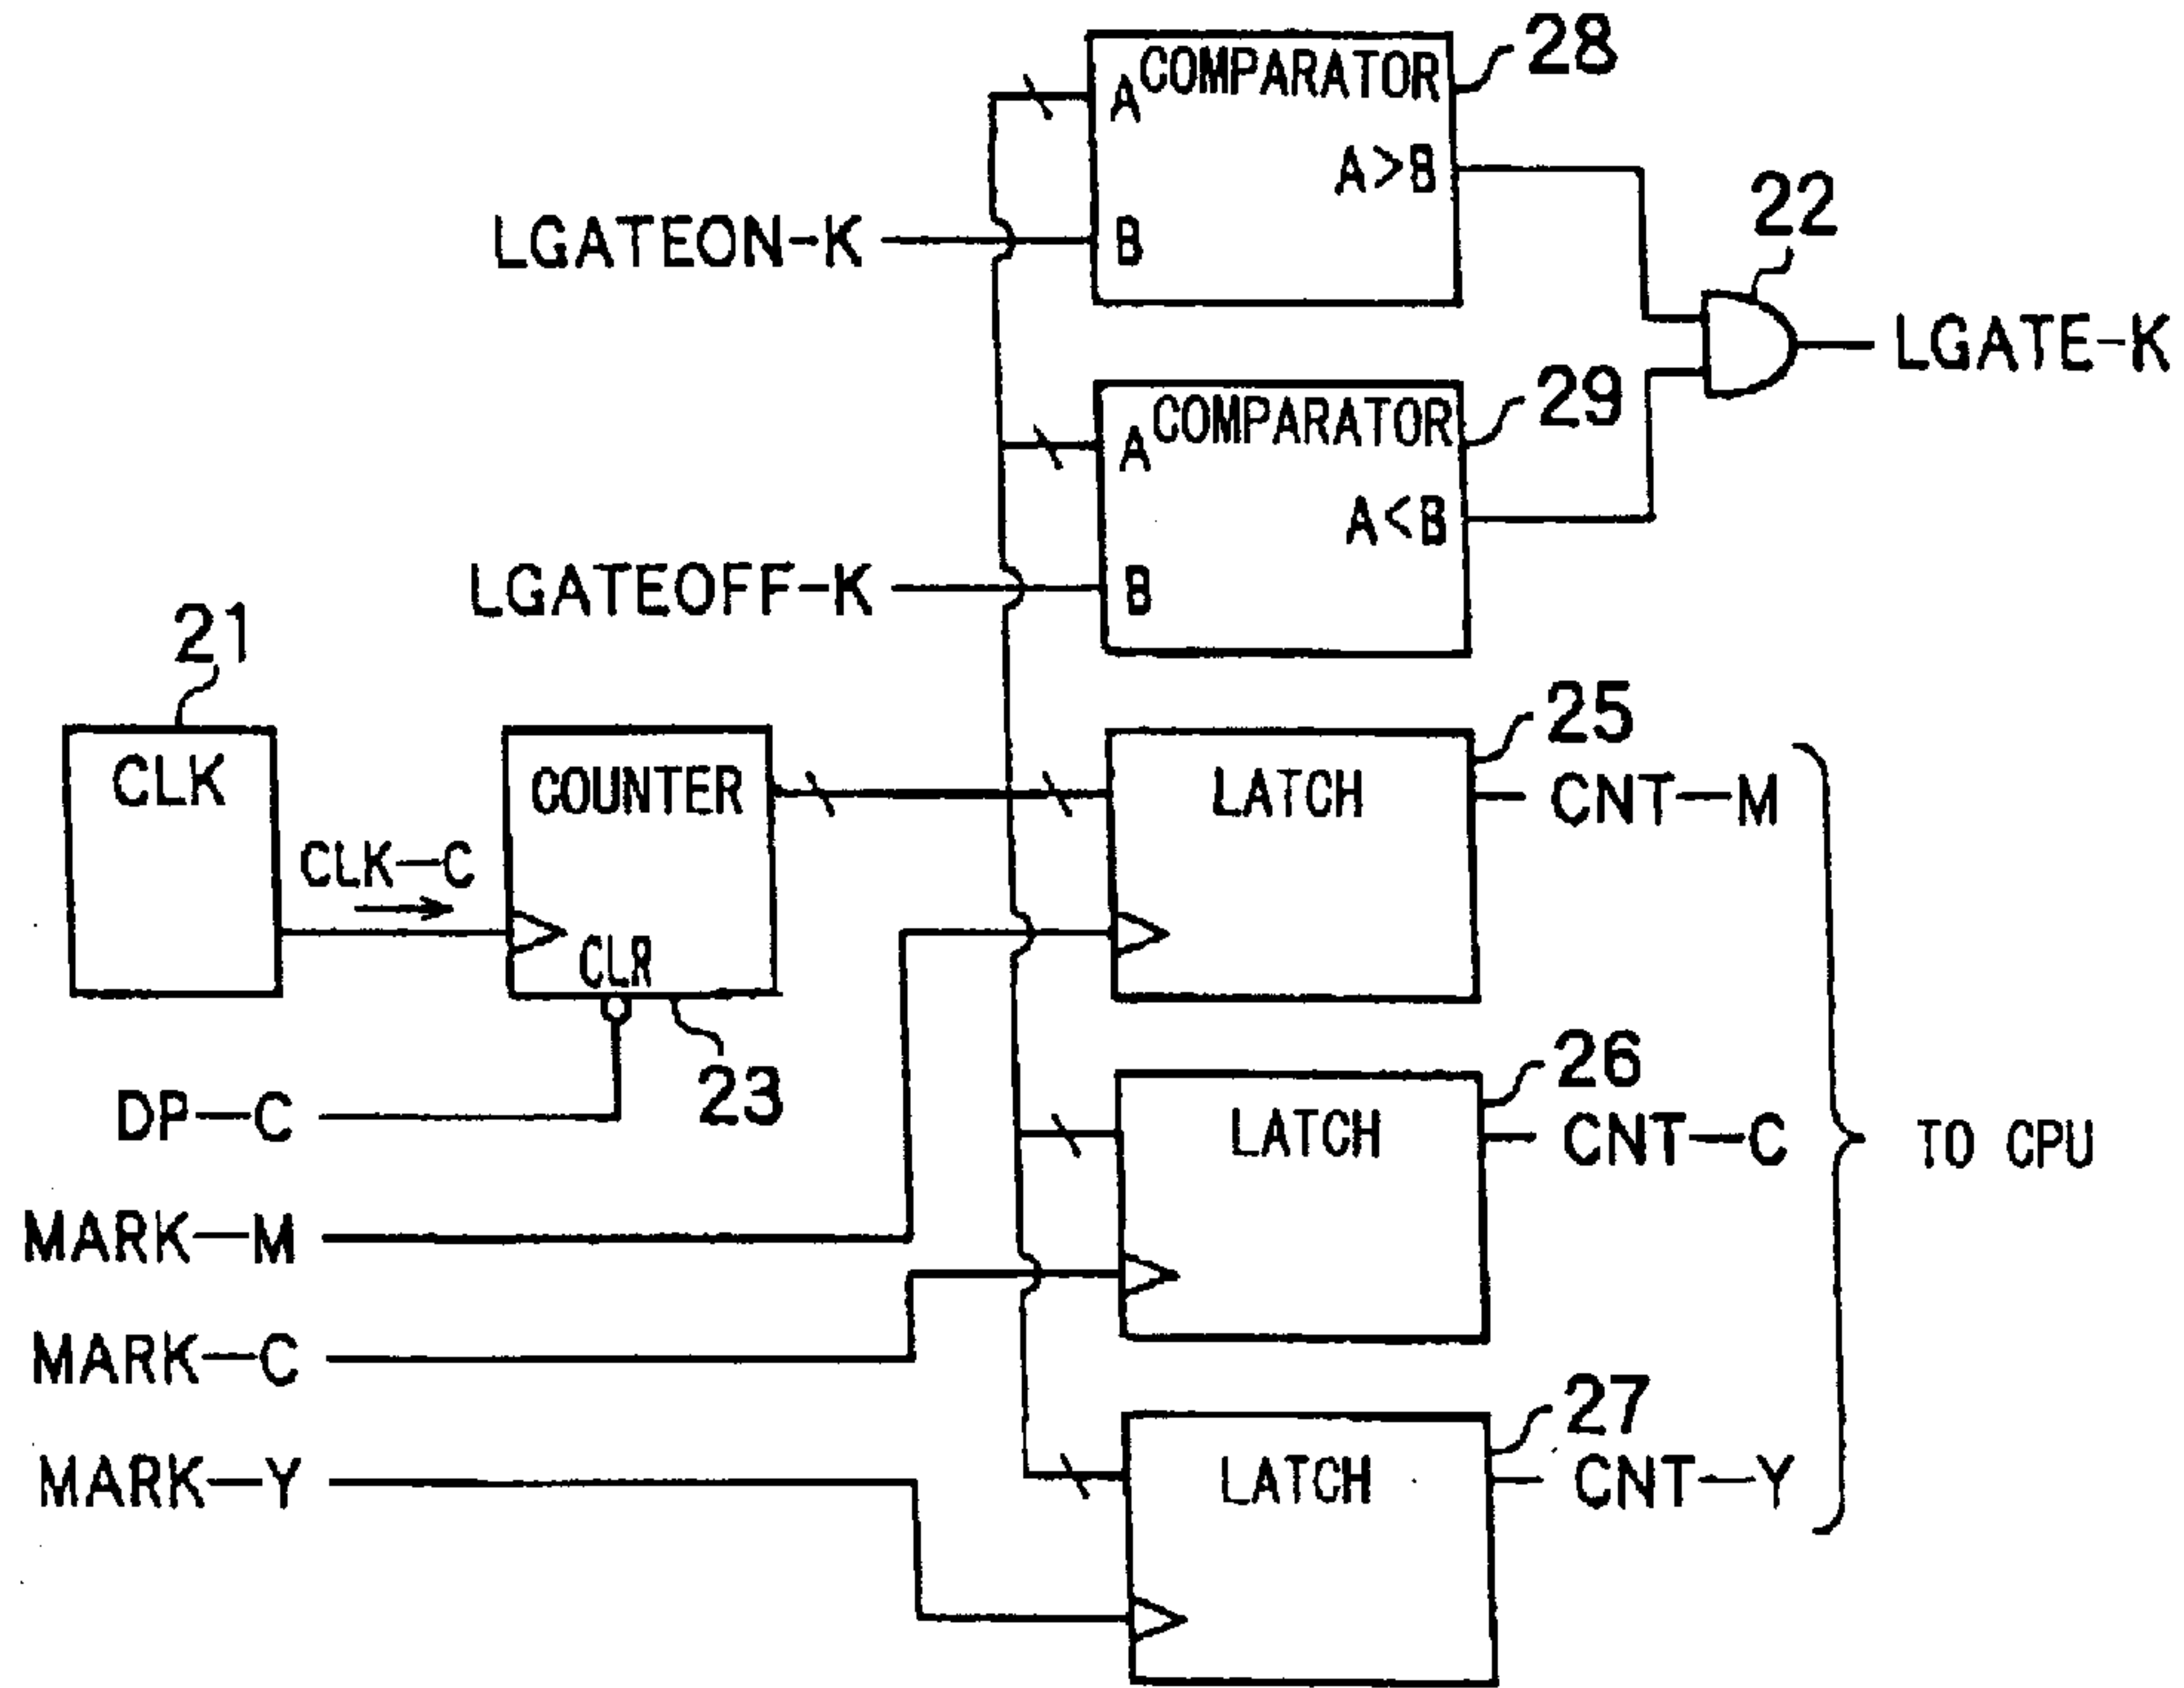 28
COMPARATOR
A
A>B
LGATEON-K
B
22
LGATE-K
29
COMPARATOR
A
A<B
LGATEOFF-K
B
21
CLK
CLK-C
COUNTER
CLR
23
25
LATCH
CNT-M
DP-C
26
LATCH
CNT-C
TO CPU
MARK-M
MARK-C
27
LATCH
CNT-Y
MARK-Y